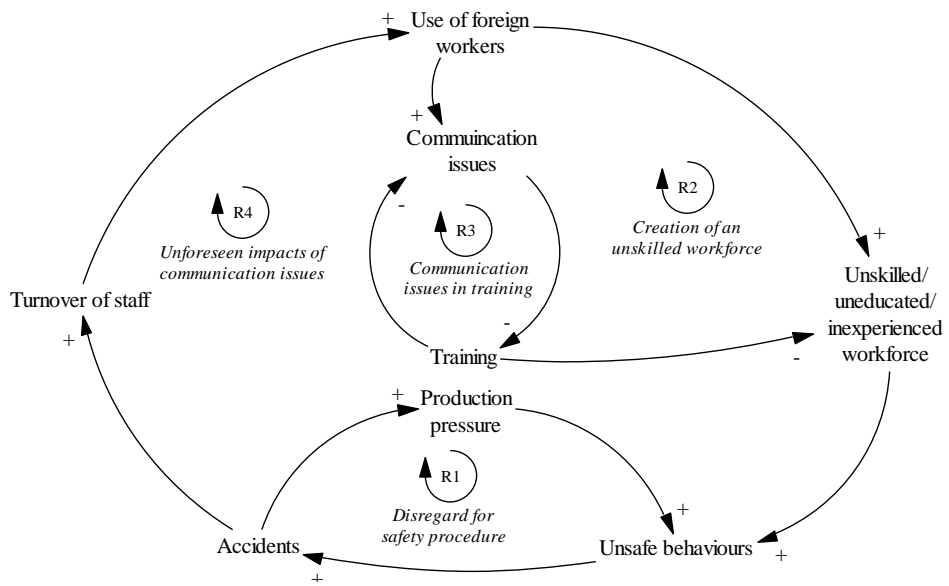 +
Use of foreign
workers
+
Commuincation
issues
-
R4
Unforeseen impacts of
communication issues
R3
Communication
issues in training
R2
Creation of an
unskilled workforce
+
Unskilled/
uneducated/
inexperienced
workforce
Turnover of staff
+
-
Training
-
+
Production
pressure
R1
Disregard for
safety procedure
+
Accidents
+
Unsafe behaviours
+